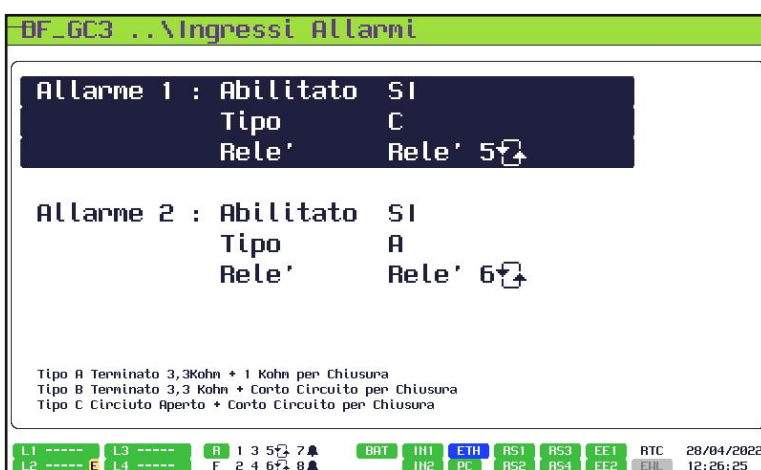 BF_GC3 ..\Ingressi Allarmi
Allarme 1 : Abilitato SI
Tipo C
Rele' Rele' 5
Allarme 2 : Abilitato SI
Tipo A
Rele' Rele' 6
Tipo A Terminato 3,3Kohm + 1 Kohm per Chiusura
Tipo B Terminato 3,3 Kohm + Corto Circuito per Chiusura
Tipo C Circiuto Aperto + Corto Circuito per Chiusura
L1 ----- L3 ----- R 1 3 5 7 BAT IN1 ETH RS1 RS3 EE1 RTC 28/04/2022
L2 ----- E L4 ----- F 2 4 6 8 IN2 PC RS2 RS4 EE2 EHL 12:26:25